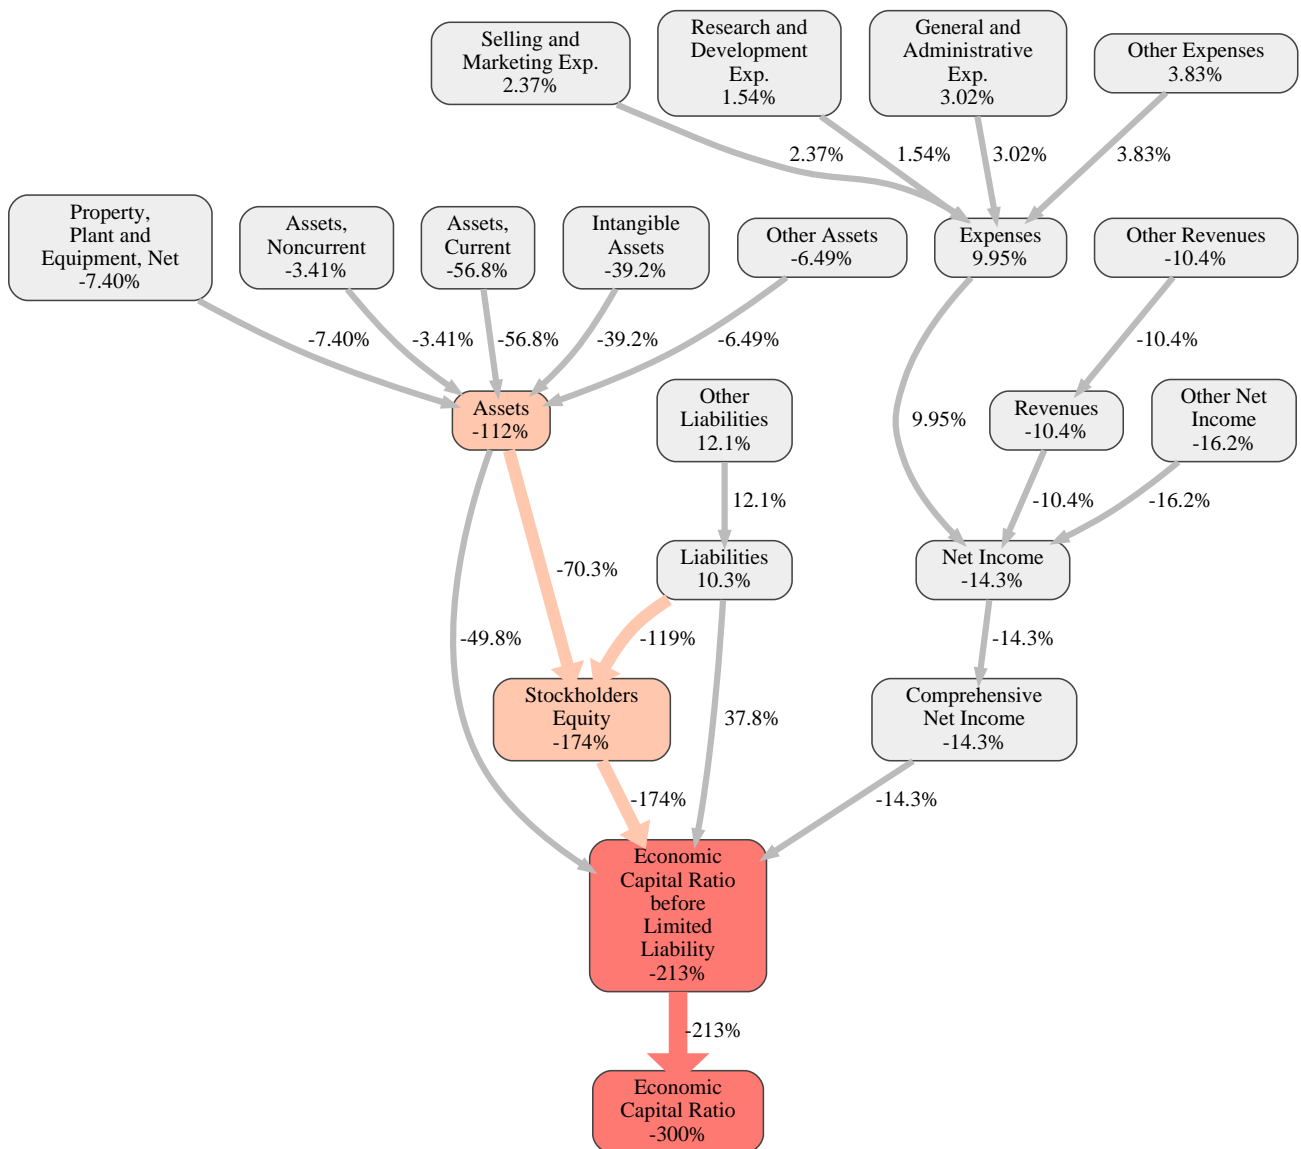 Selling and
Marketing Exp.
2.37%
Research and
Development
Exp.
1.54%
General and
Administrative
Exp.
3.02%
Other Expenses
3.83%
2.37%
1.54%
3.02%
3.83%
Property,
Plant and
Equipment, Net
-7.40%
Assets,
Noncurrent
-3.41%
Assets,
Current
-56.8%
Intangible
Assets
-39.2%
Other Assets
-6.49%
Expenses
9.95%
Other Revenues
-10.4%
-7.40%
-3.41%
-56.8%
-39.2%
-6.49%
-10.4%
Assets
-112%
Other
Liabilities
12.1%
9.95%
Revenues
-10.4%
Other Net
Income
-16.2%
12.1%
-10.4%
-16.2%
-70.3%
Liabilities
10.3%
Net Income
-14.3%
-49.8%
-119%
-14.3%
Stockholders
Equity
-174%
37.8%
Comprehensive
Net Income
-14.3%
-174%
-14.3%
Economic
Capital Ratio
before
Limited
Liability
-213%
-213%
Economic
Capital Ratio
-300%